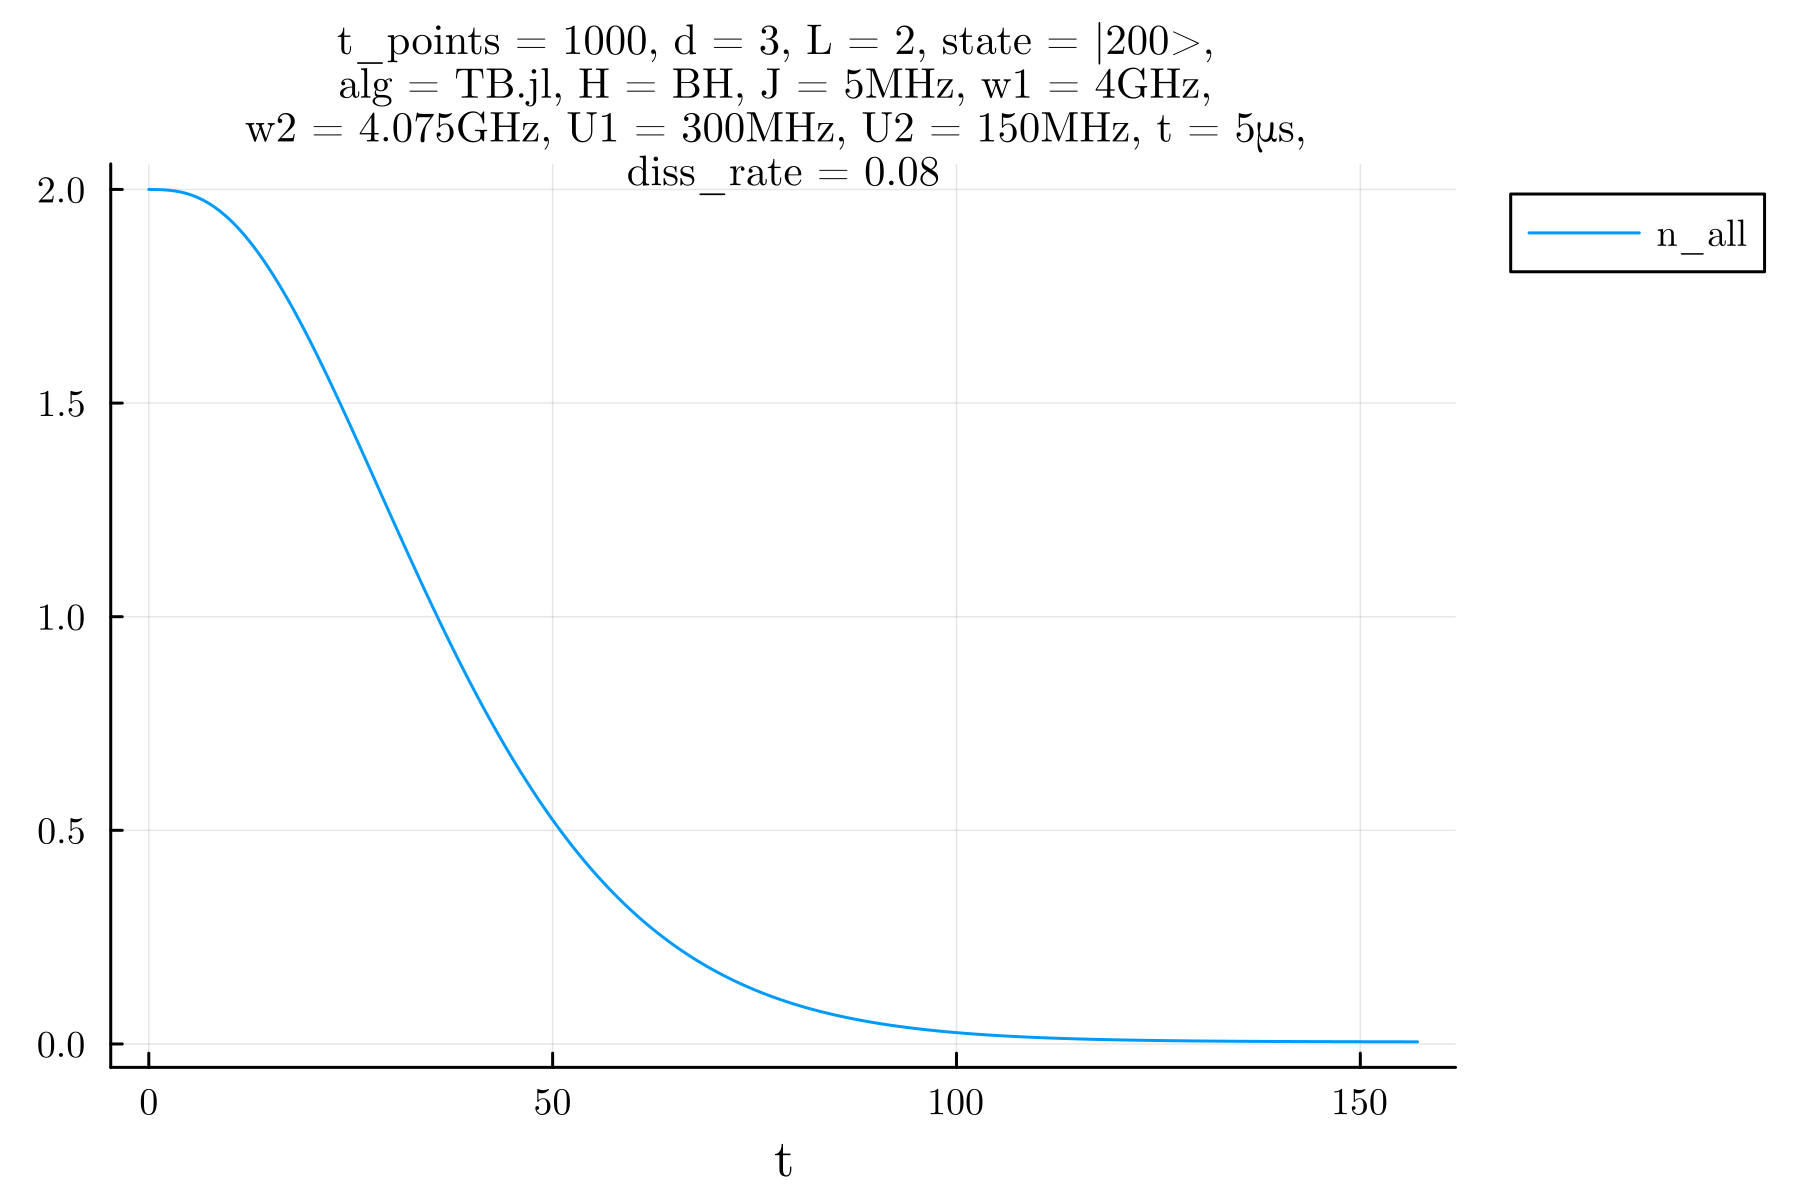 t_points = 1000, d = 3, L = 2, state = |200>,
alg = TB.jl, H = BH, J = 5MHz, w1 = 4GHz,
w2 = 4.075GHz, U1 = 300MHz, U2 = 150MHz, t = 5μs,
diss_rate = 0.08
2.0
n_all
1.5
1.0
0.5
0.0
0 50 100 150
t